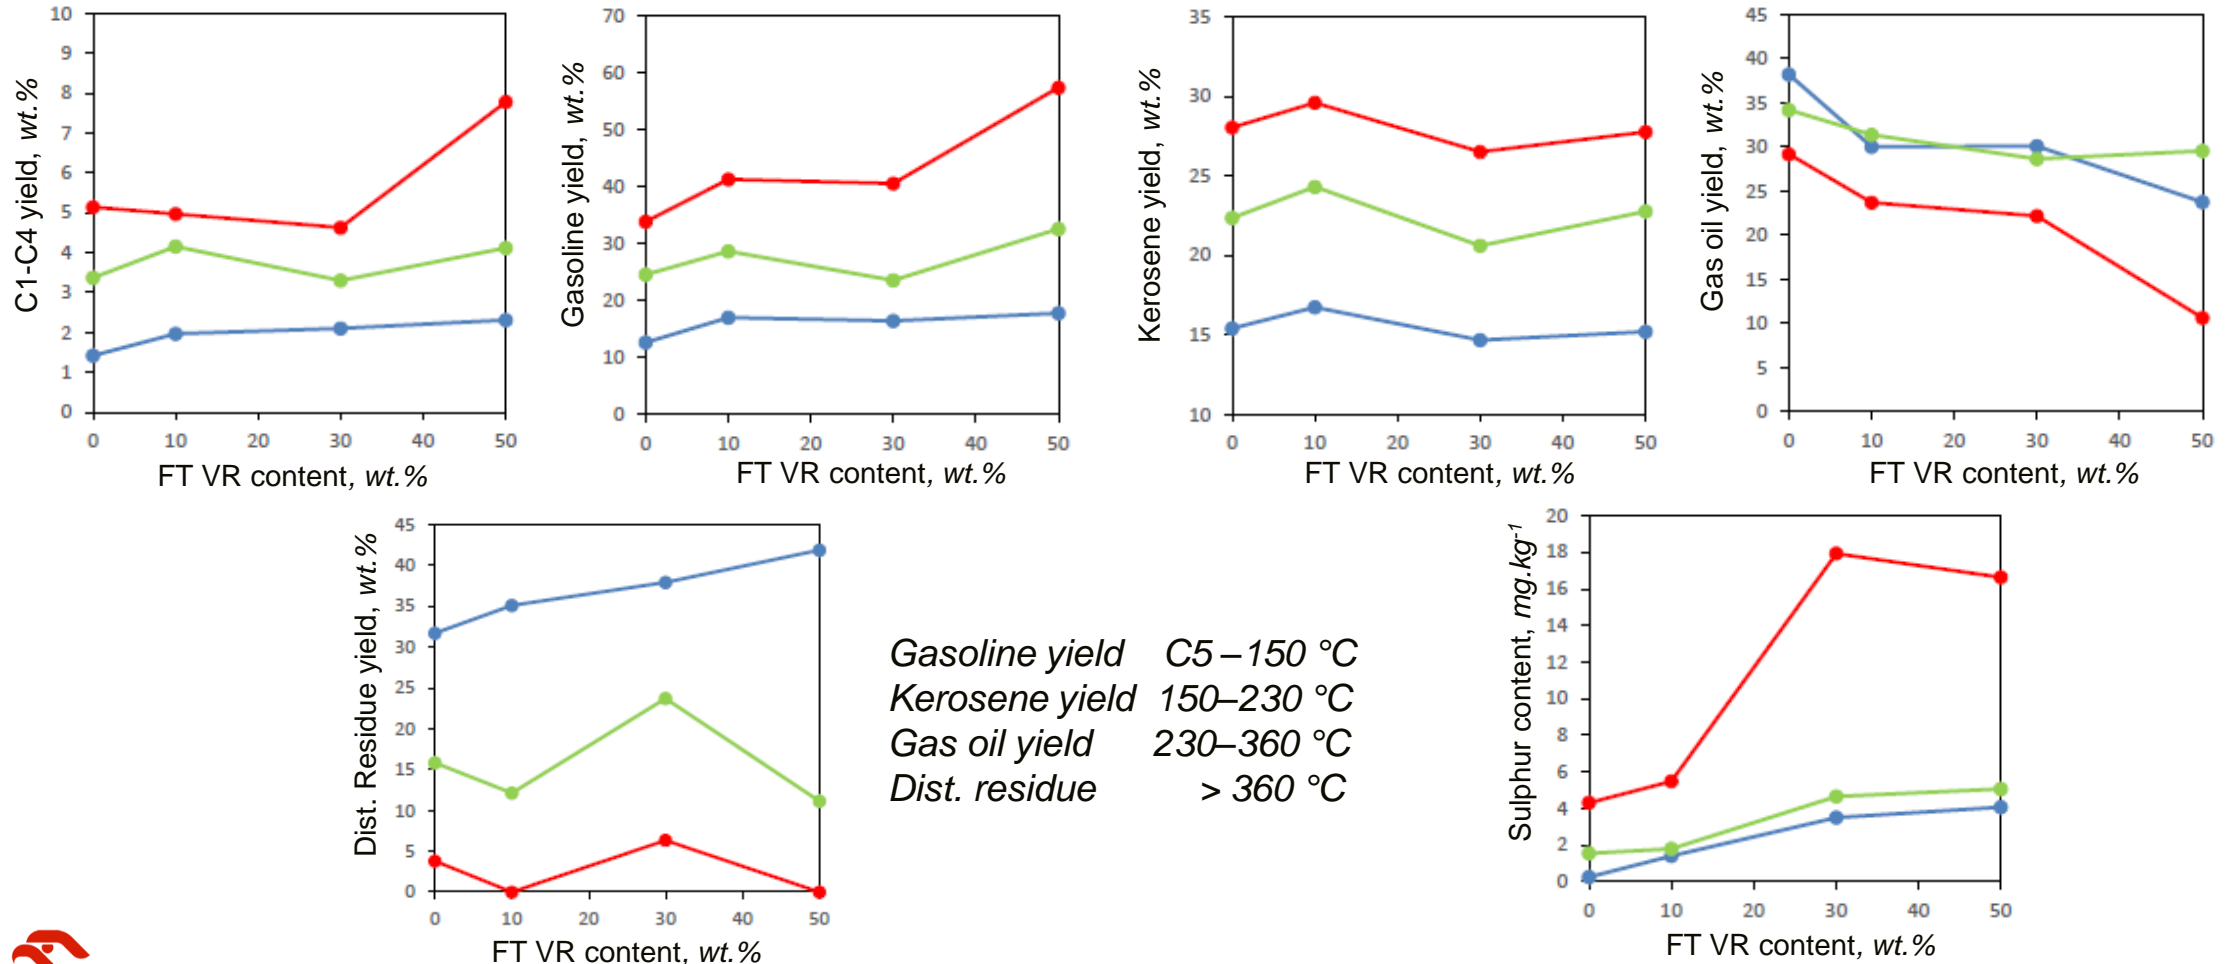 C1-C4 yield, wt.%
10
9
8
7
6
5
4
3
2
1
0
0 10 20 30 40 50
FT VR content, wt.%
Gasoline yield, wt.%
70
60
50
40
30
20
10
0
0 10 20 30 40 50
FT VR content, wt.%
Kerosene yield, wt.%
35
30
25
20
15
10
0 10 20 30 40 50
FT VR content, wt.%
Gas oil yield, wt.%
45
40
35
30
25
20
15
10
5
0
0 10 20 30 40 50
FT VR content, wt.%
Dist. Residue yield, wt.%
45
40
35
30
25
20
15
10
5
0
0 10 20 30 40 50
FT VR content, wt.%
Gasoline yield C5–150 °C
Kerosene yield 150–230 °C
Gas oil yield 230–360 °C
Dist. residue > 360 °C
Sulphur content, mg.kg-1
20
18
16
14
12
10
8
6
4
2
0
0 10 20 30 40 50
FT VR content, wt.%